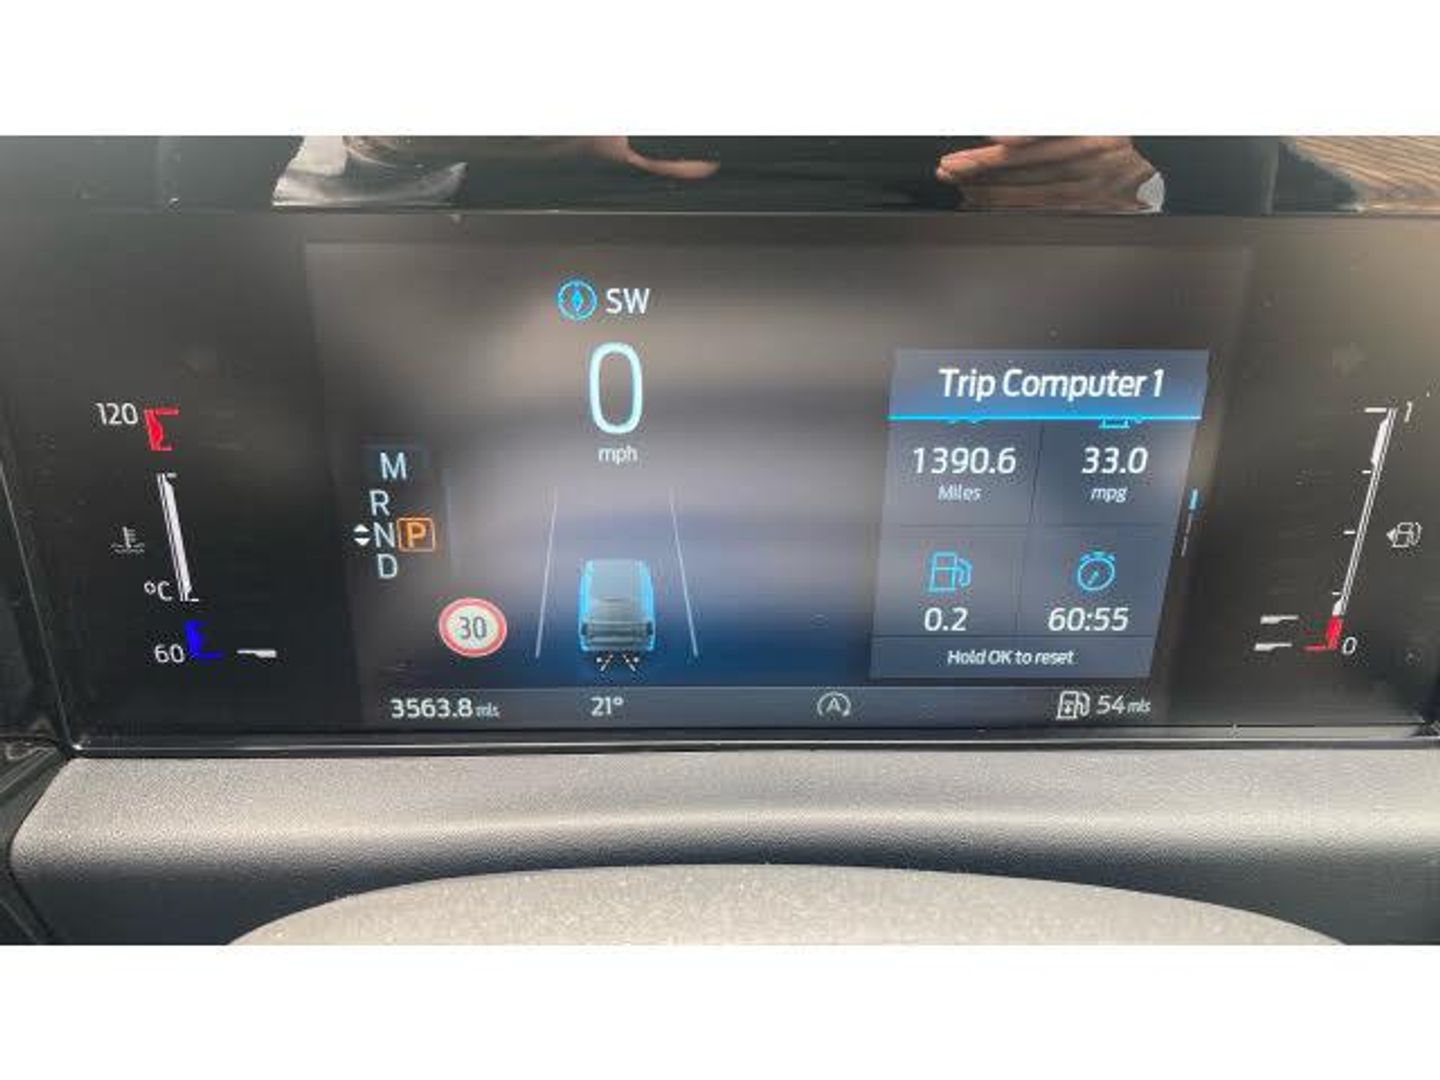 SW
0
mph
Trip Computer 1
120
1
1390.6
33.0
Miles
mpg
M
R
N P
D
0.2
60:55
°C
30
60
0
Hold OK to reset
3563.8 mls
21°
A
54 mls